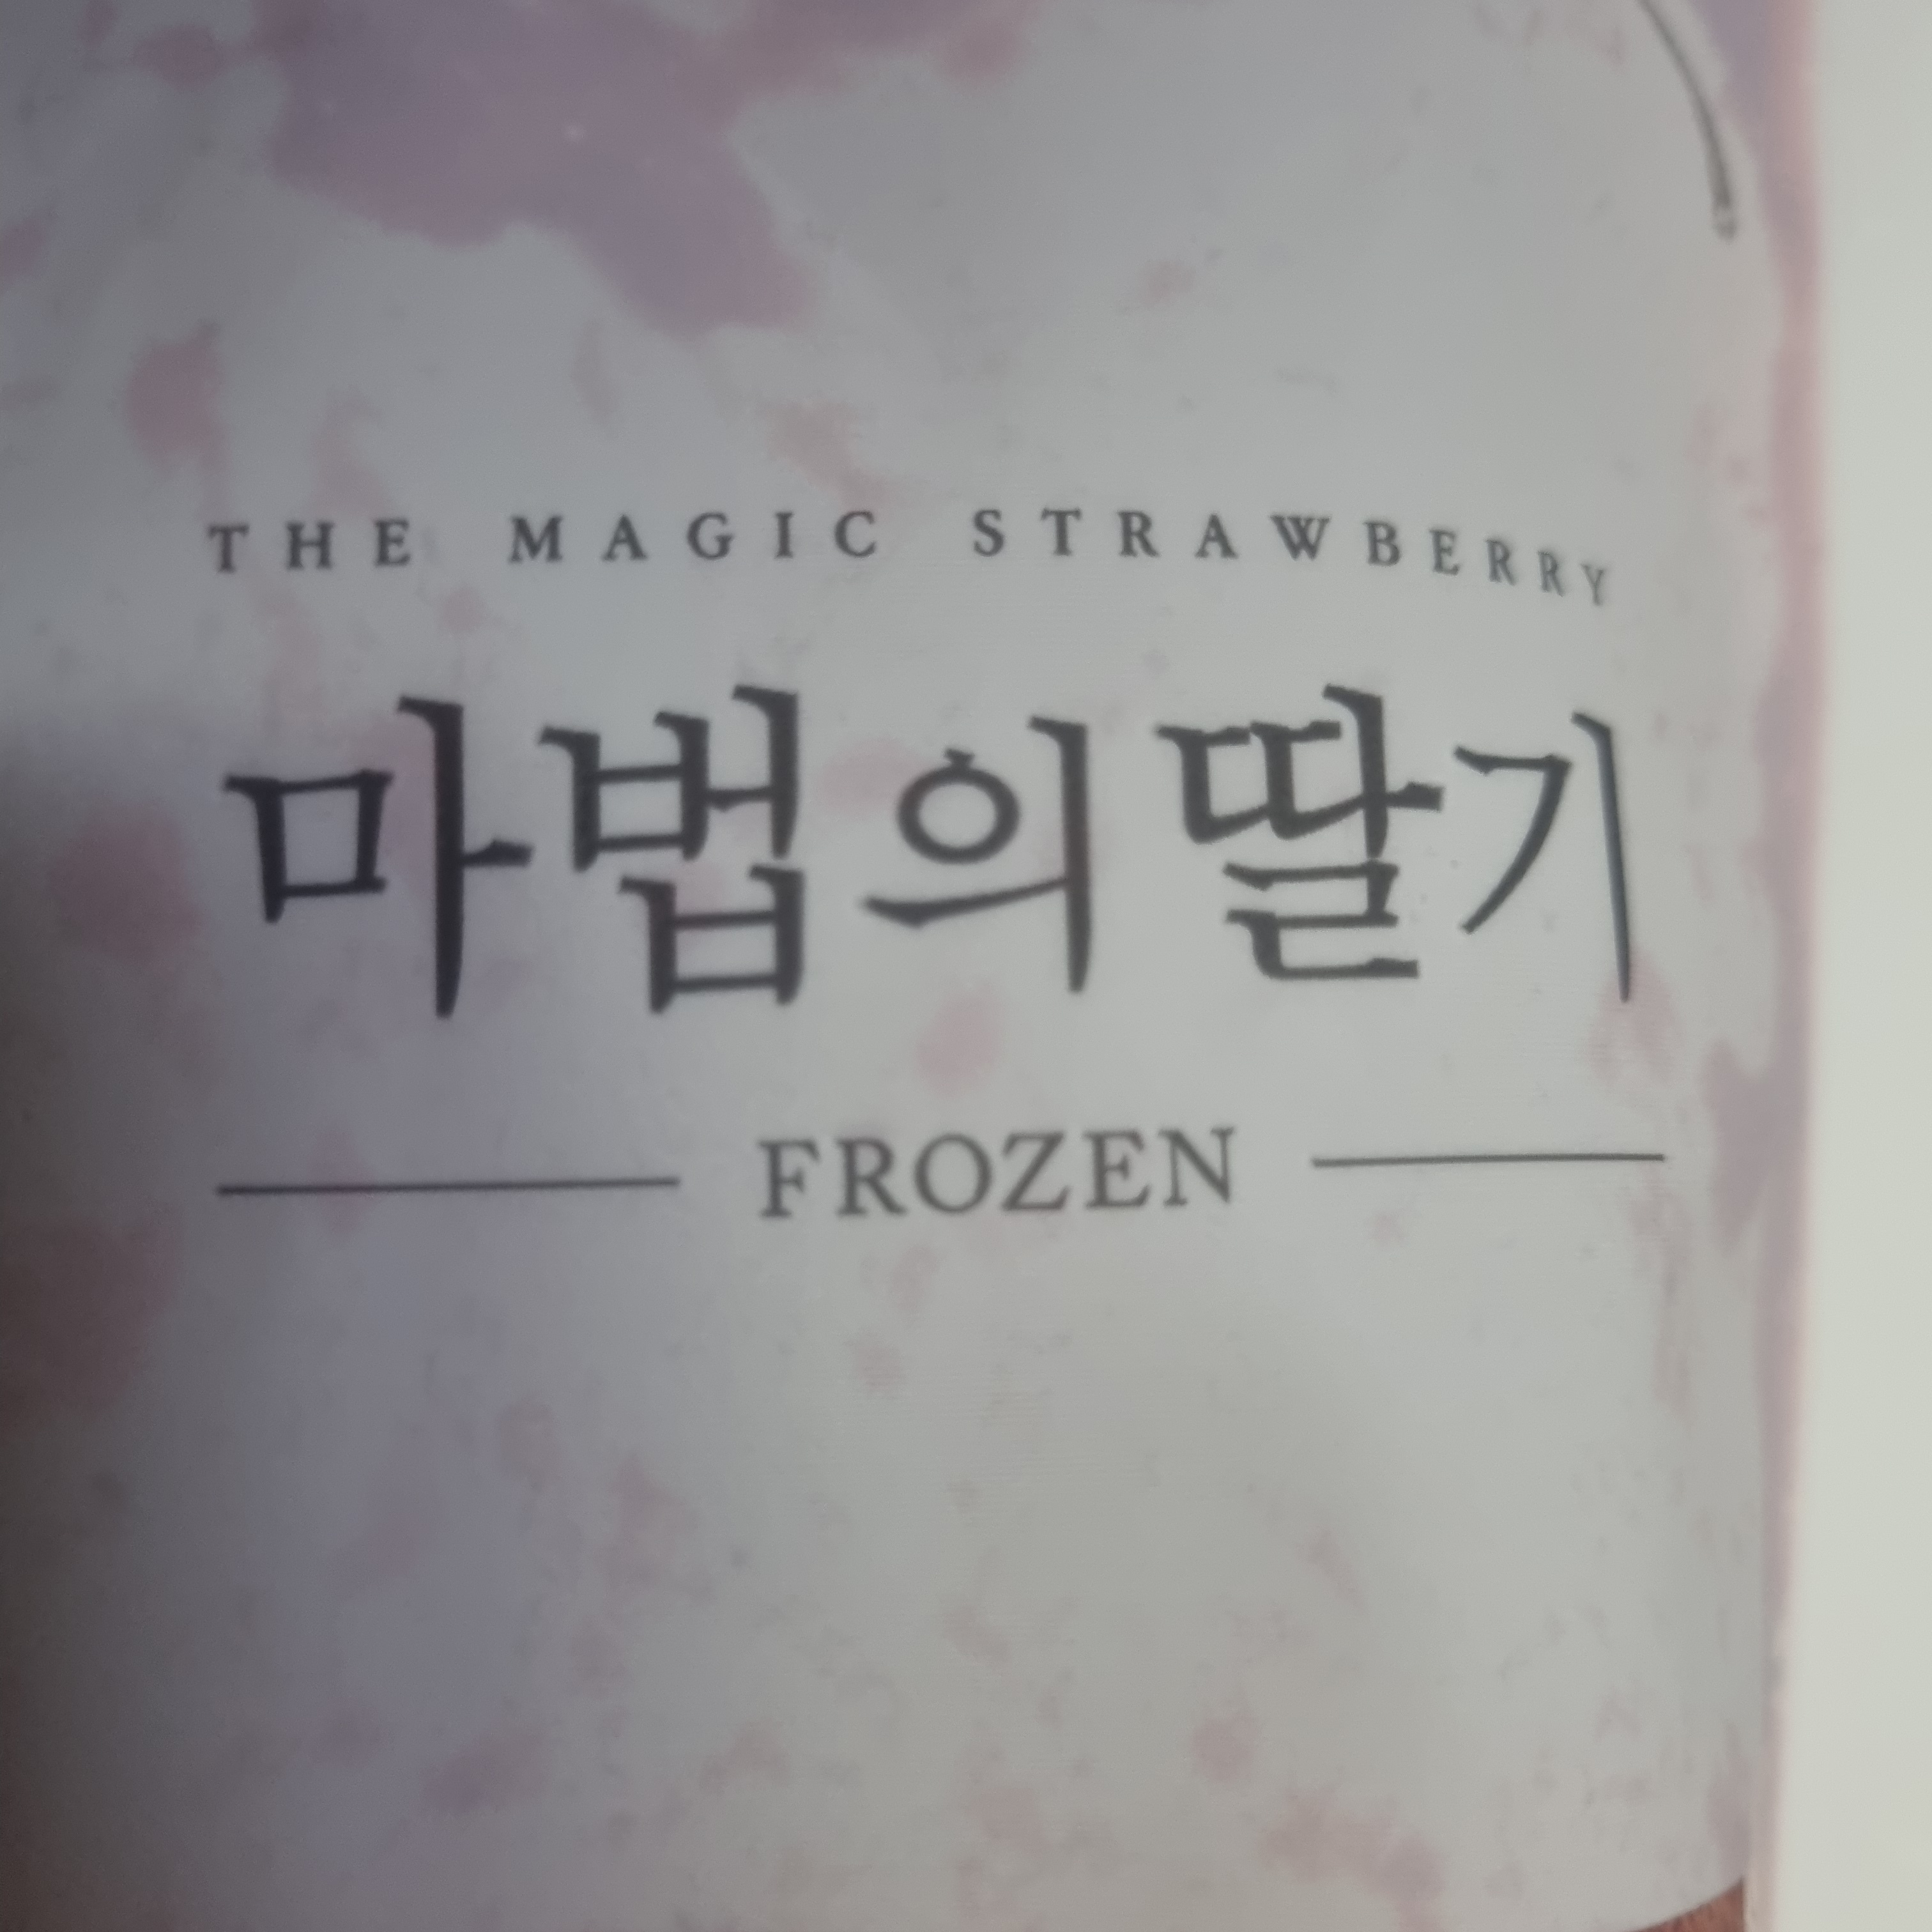 THE MAGIC STRAWBERRY
마법의 딸기
FROZEN